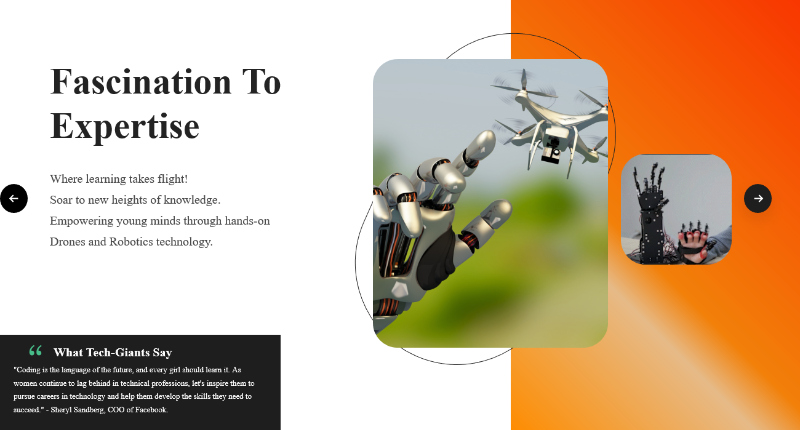 Fascination To
Expertise
Where learning takes flight!
Soar to new heights of knowledge.
Empowering young minds through hands-on
Drones and Robotics technology.
What Tech-Giants Say
"Coding is the language of the future, and every girl should learn it. As
women continue to lag behind in technical professions, let's inspire them to
pursue careers in technology and help them develop the skills they need to
succeed." - Sheryl Sandberg, COO of Facebook.